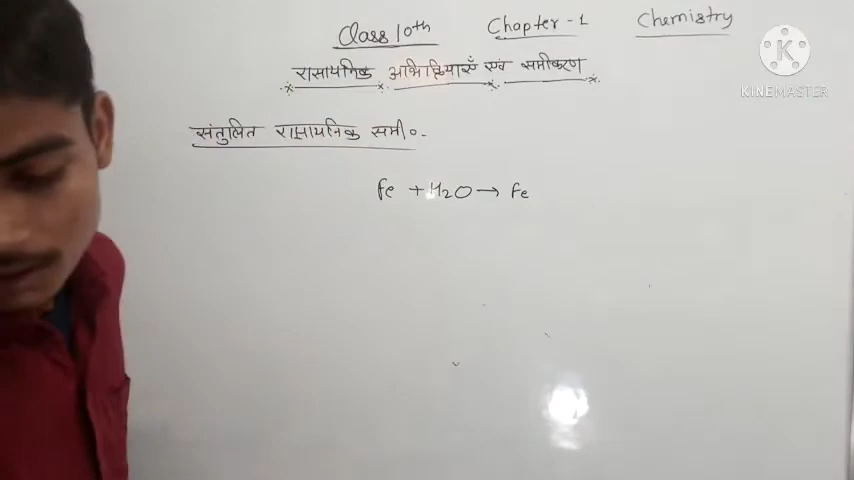 Class 10th Chapter-1 Chemistry
रासायनिक अभिक्रियाएँ एवं समीकरण
संतुलित रासायनिक समी०-
Fe + H2O → Fe
KINEMASTER